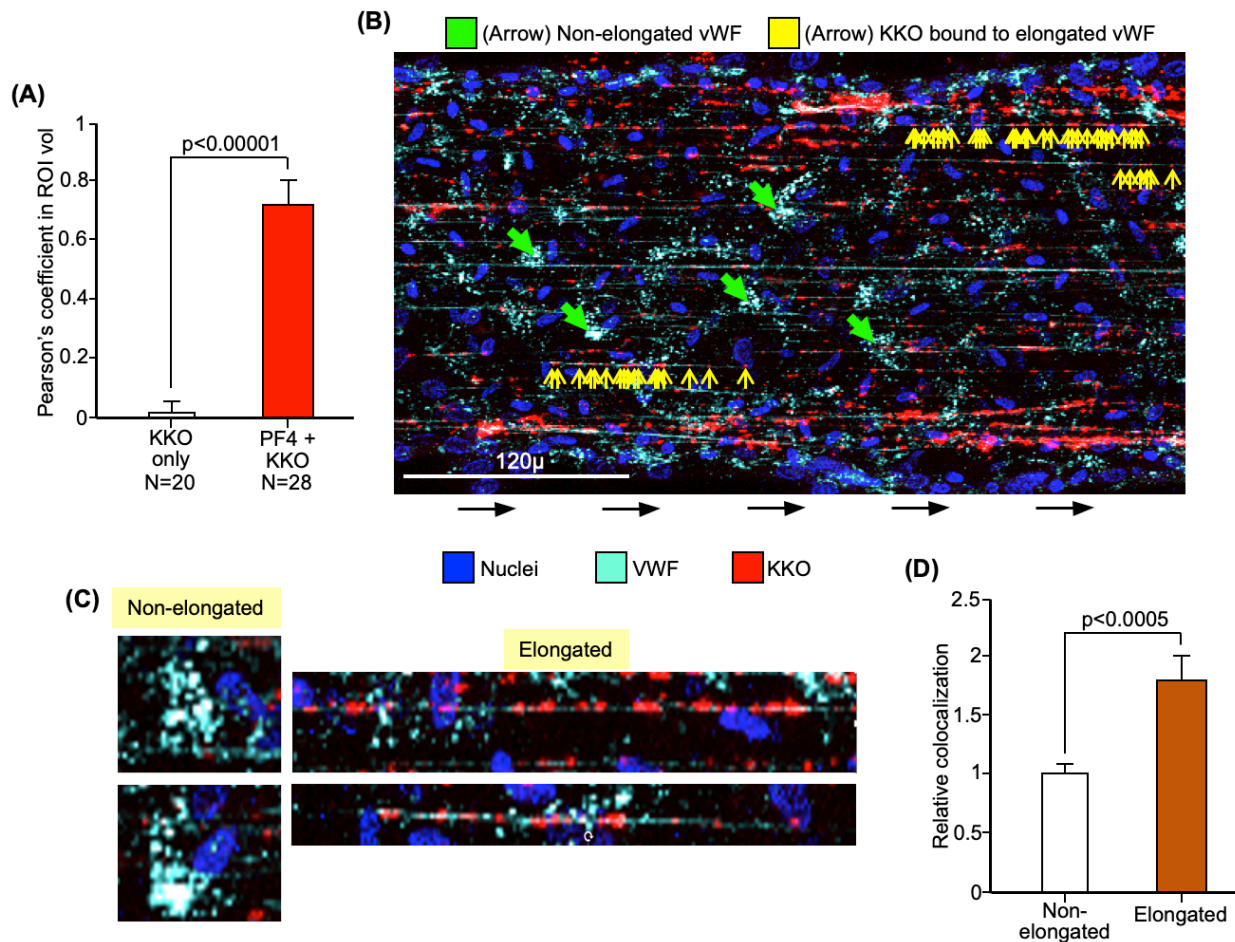 (A)
Pearson's coefficient in ROI vol
1
0.8
0.6
0.4
0.2
0
p<0.00001
KKO
only
N=20
PF4 +
KKO
N=28
(B)
(Arrow) Non-elongated vWF
(Arrow) KKO bound to elongated vWF
120μ
Nuclei
VWF
KKO
(C)
Non-elongated
Elongated
(D)
Relative colocalization
2.5
2
1.5
1
0.5
0
p<0.0005
Non-
elongated
Elongated